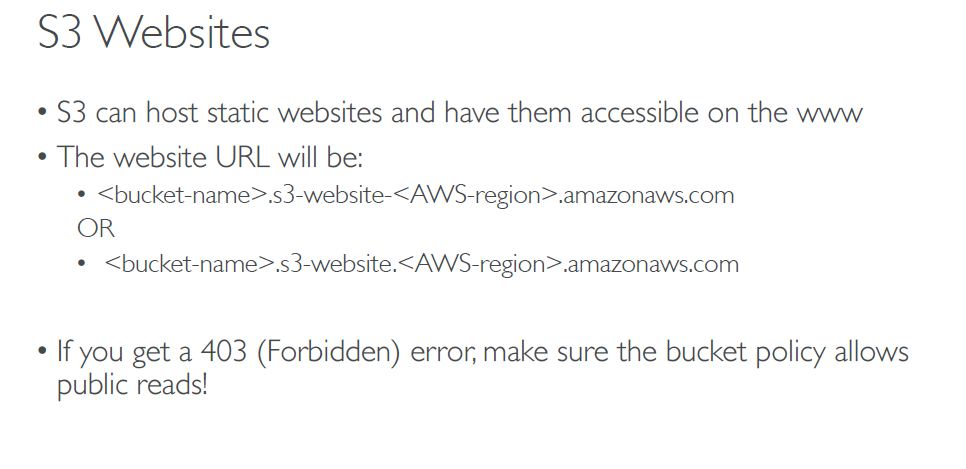 S3 Websites
• S3 can host static websites and have them accessible on the www
• The website URL will be:
• <bucket-name>.s3-website-<AWS-region>.amazonaws.com
OR
• <bucket-name>.s3-website.<AWS-region>.amazonaws.com
• If you get a 403 (Forbidden) error, make sure the bucket policy allows
public reads!